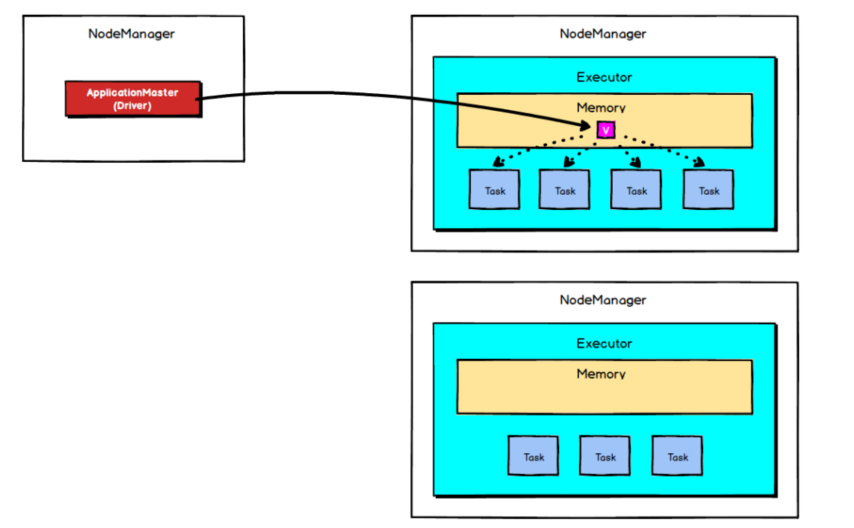 NodeManager
ApplicationMaster
(Driver)
NodeManager
Executor
Memory
V
Task Task Task Task
NodeManager
Executor
Memory
Task Task Task